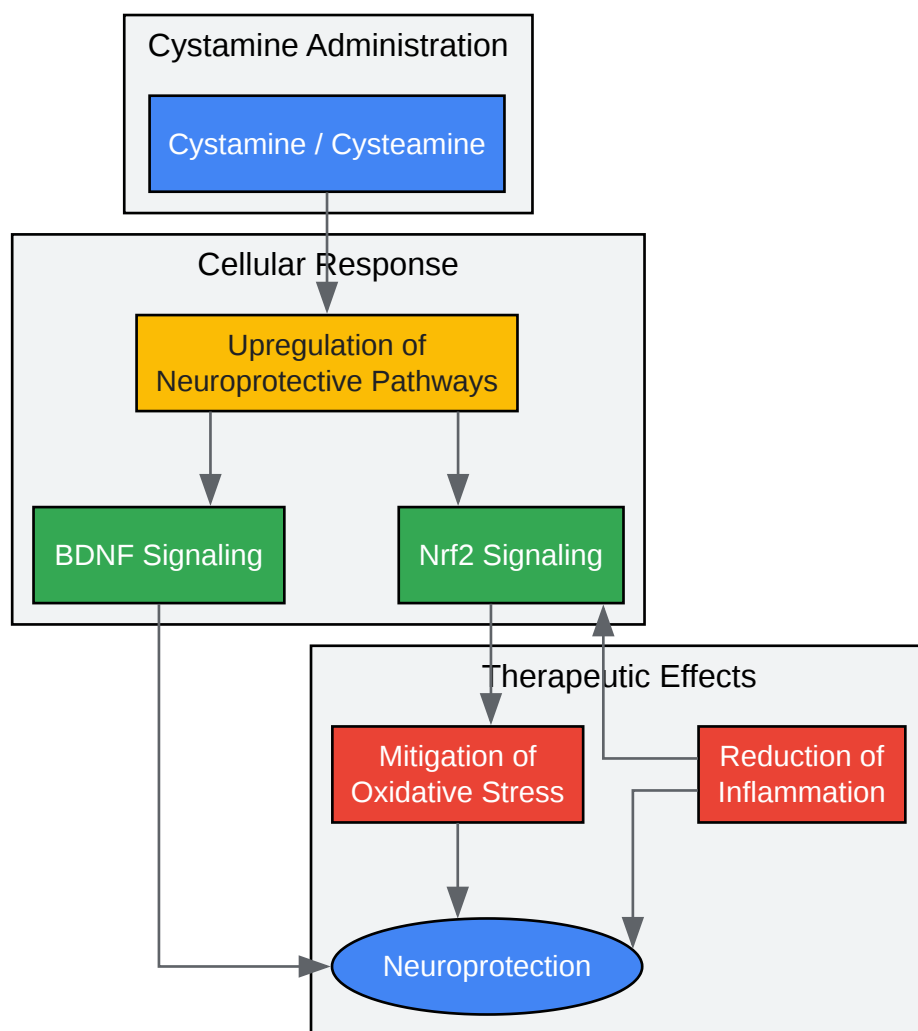 Cystamine Administration
Cystamine / Cysteamine
Cellular Response
Upregulation of
Neuroprotective Pathways
BDNF Signaling
Nrf2 Signaling
Therapeutic Effects
Mitigation of
Oxidative Stress
Reduction of
Inflammation
Neuroprotection